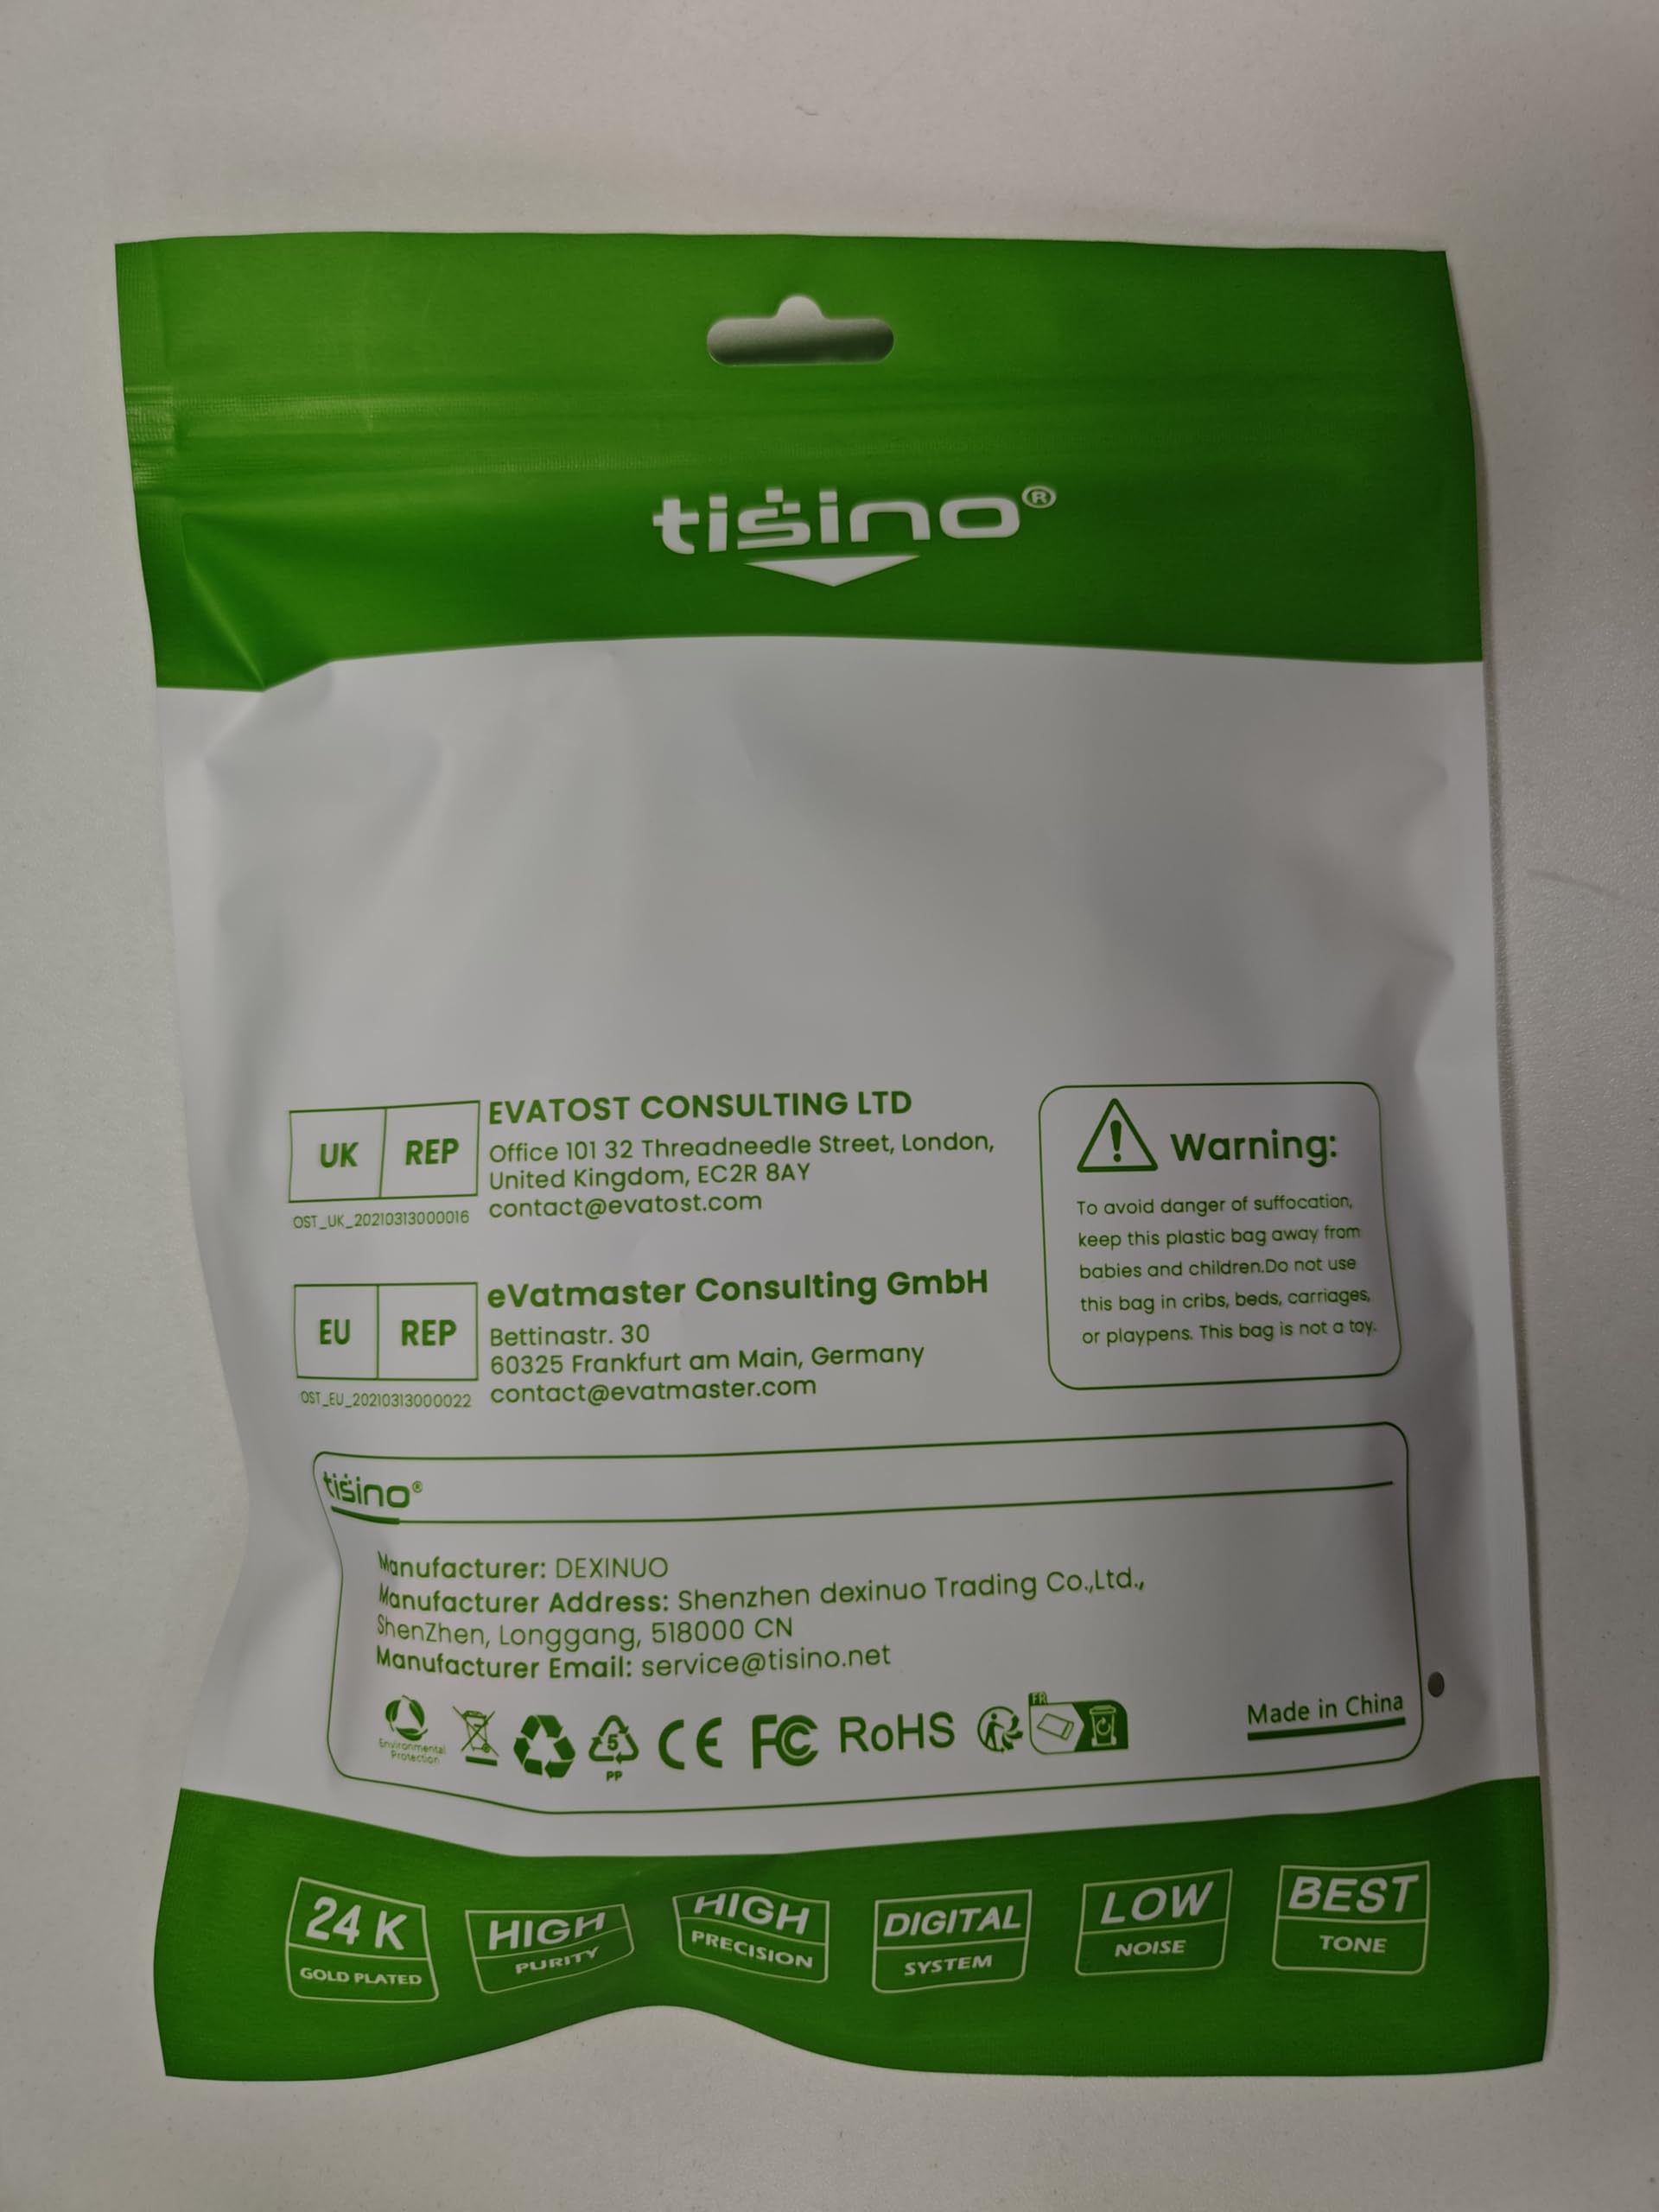 tisino®
UK REP
EVATOST CONSULTING LTD
Office 101 32 Threadneedle Street, London,
United Kingdom, EC2R 8AY
contact@evatost.com
OST_UK_20210313000016
EU REP
eVatmaster Consulting GmbH
Bettinastr. 30
60325 Frankfurt am Main, Germany
contact@evatmaster.com
OST_EU_20210313000022
Warning:
To avoid danger of suffocation,
keep this plastic bag away from
babies and children.Do not use
this bag in cribs, beds, carriages,
or playpens. This bag is not a toy.
tisino®
Manufacturer: DEXINUO
Manufacturer Address: Shenzhen dexinuo Trading Co.,Ltd.,
ShenZhen, Longgang, 518000 CN
Manufacturer Email: service@tisino.net
Environmental
Protection
5
PP
CE
FC
RoHS
FR
Made in China
24 K
GOLD PLATED
HIGH
PURITY
HIGH
PRECISION
DIGITAL
SYSTEM
LOW
NOISE
BEST
TONE